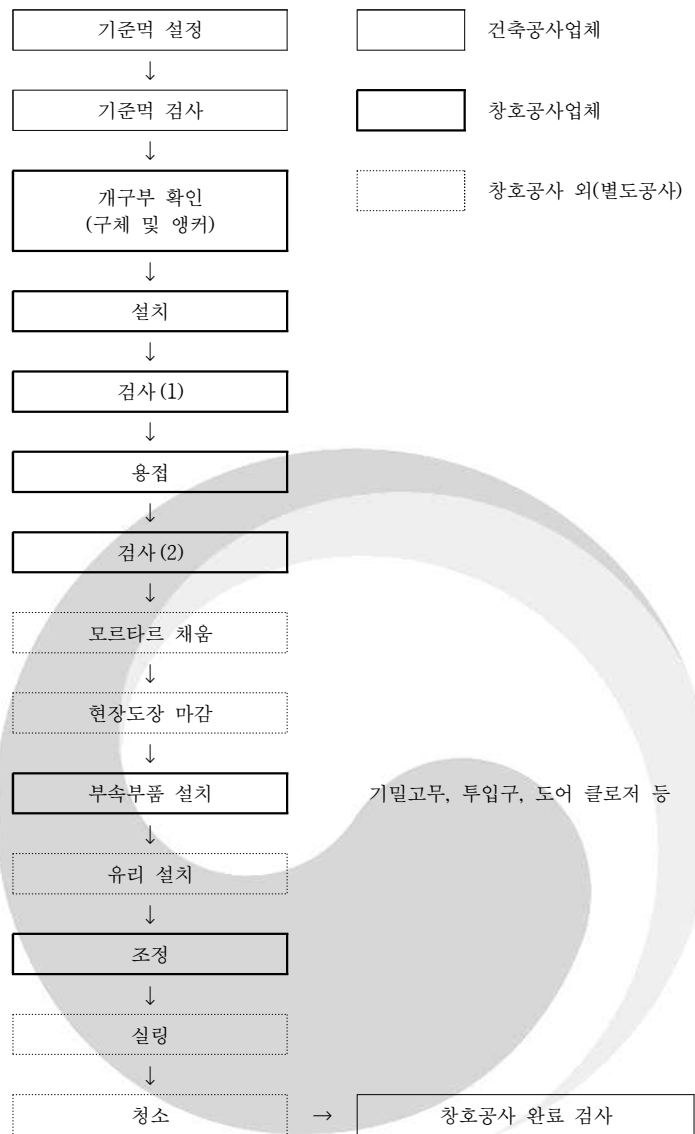 기준먹 설정
건축공사업체
↓
기준먹 검사
창호공사업체
↓
개구부 확인
(구체 및 앵커)
창호공사 외(별도공사)
↓
설치
↓
검사(1)
↓
용접
↓
검사(2)
↓
모르타르 채움
↓
현장도장 마감
↓
부속부품 설치
기밀고무, 투입구, 도어 클로저 등
↓
유리 설치
↓
조정
↓
실링
↓
청소 → 창호공사 완료 검사